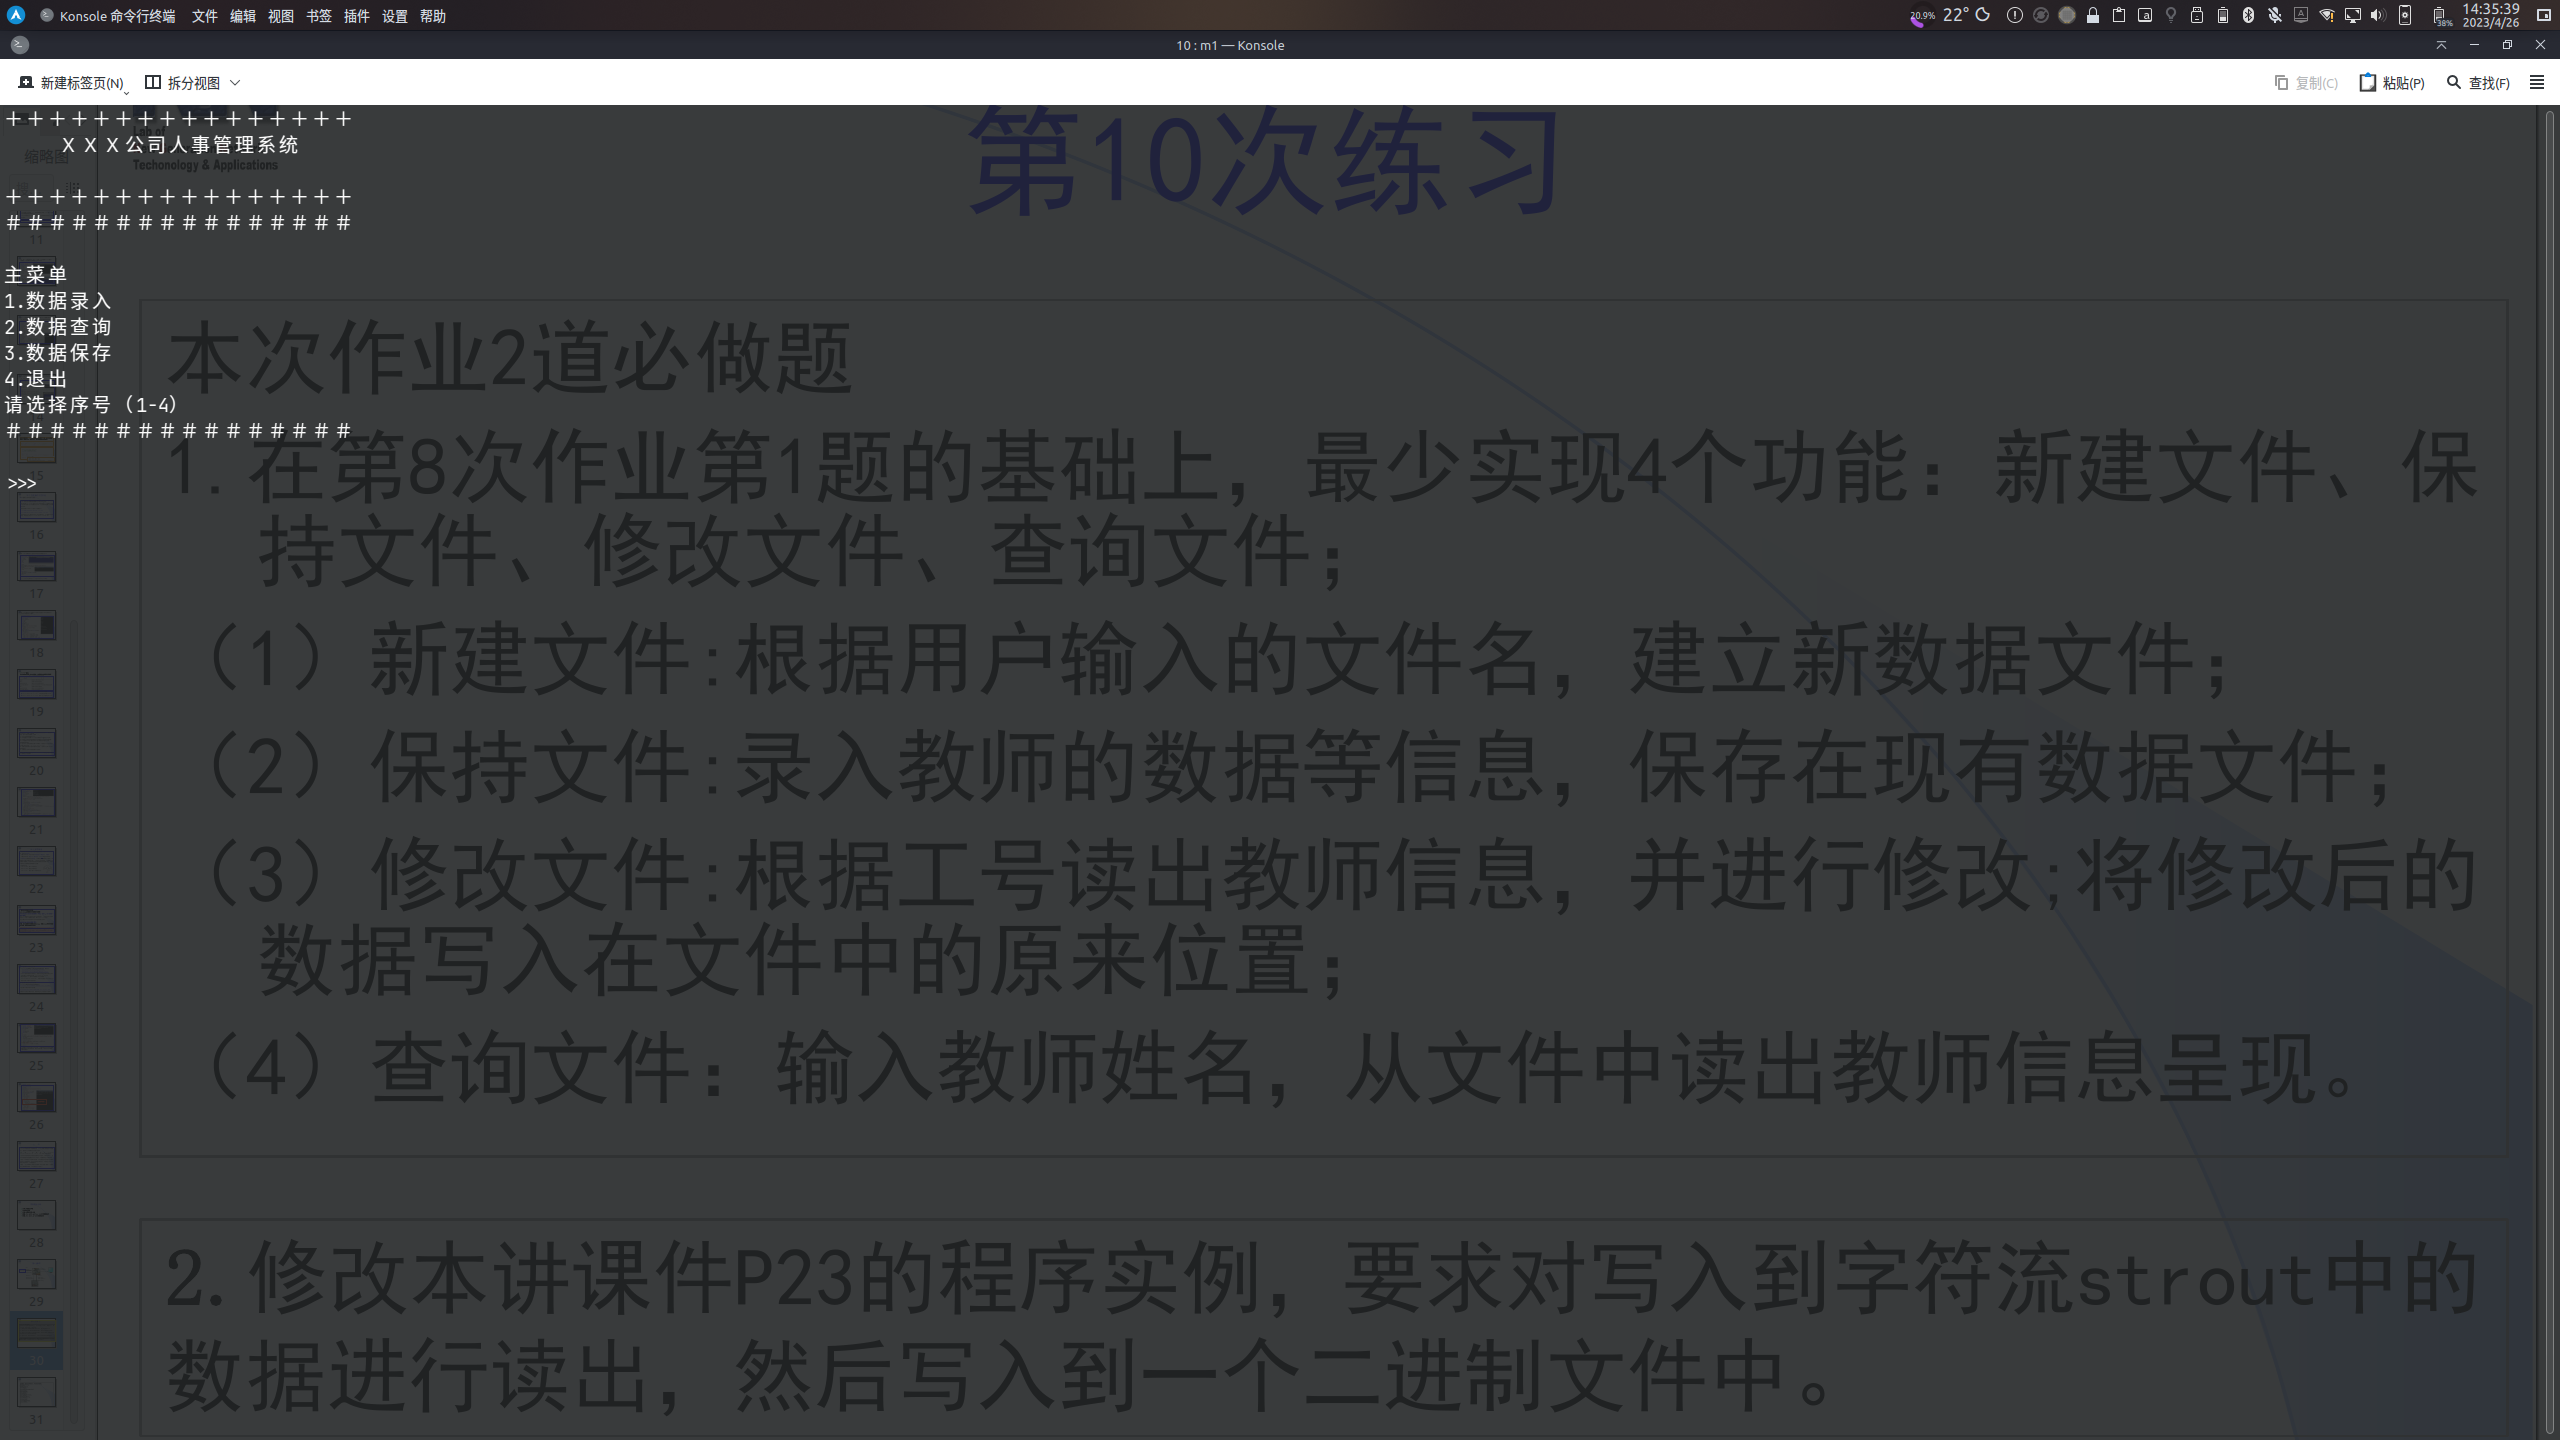 Konsole 命令行终端 文件 编辑 视图 书签 插件 设置 帮助
20.9% 22° 38% 14:35:39
2023/4/26
10 : m1 — Konsole
新建标签页(N) 拆分视图 复制(C) 粘贴(P) 查找(F)
＋＋＋＋＋＋＋＋＋＋＋＋＋＋＋＋
ＸＸＸ公司人事管理系统
＋＋＋＋＋＋＋＋＋＋＋＋＋＋＋＋
＃＃＃＃＃＃＃＃＃＃＃＃＃＃＃＃
主菜单
1.数据录入
2.数据查询
3.数据保存
4.退出
请选择序号（1-4）
＃＃＃＃＃＃＃＃＃＃＃＃＃＃＃＃
>>>
缩略图
Lab of
Techonology & Applications
11
15
16
17
18
19
20
21
22
23
24
25
26
27
28
29
30
31
第10次练习
本次作业2道必做题
1.在第8次作业第1题的基础上，最少实现4个功能：新建文件、保
持文件、修改文件、查询文件；
（1）新建文件:根据用户输入的文件名，建立新数据文件；
（2）保持文件:录入教师的数据等信息，保存在现有数据文件；
（3）修改文件:根据工号读出教师信息，并进行修改;将修改后的
数据写入在文件中的原来位置；
（4）查询文件：输入教师姓名，从文件中读出教师信息呈现。
2.修改本讲课件P23的程序实例，要求对写入到字符流strout中的
数据进行读出，然后写入到一个二进制文件中。